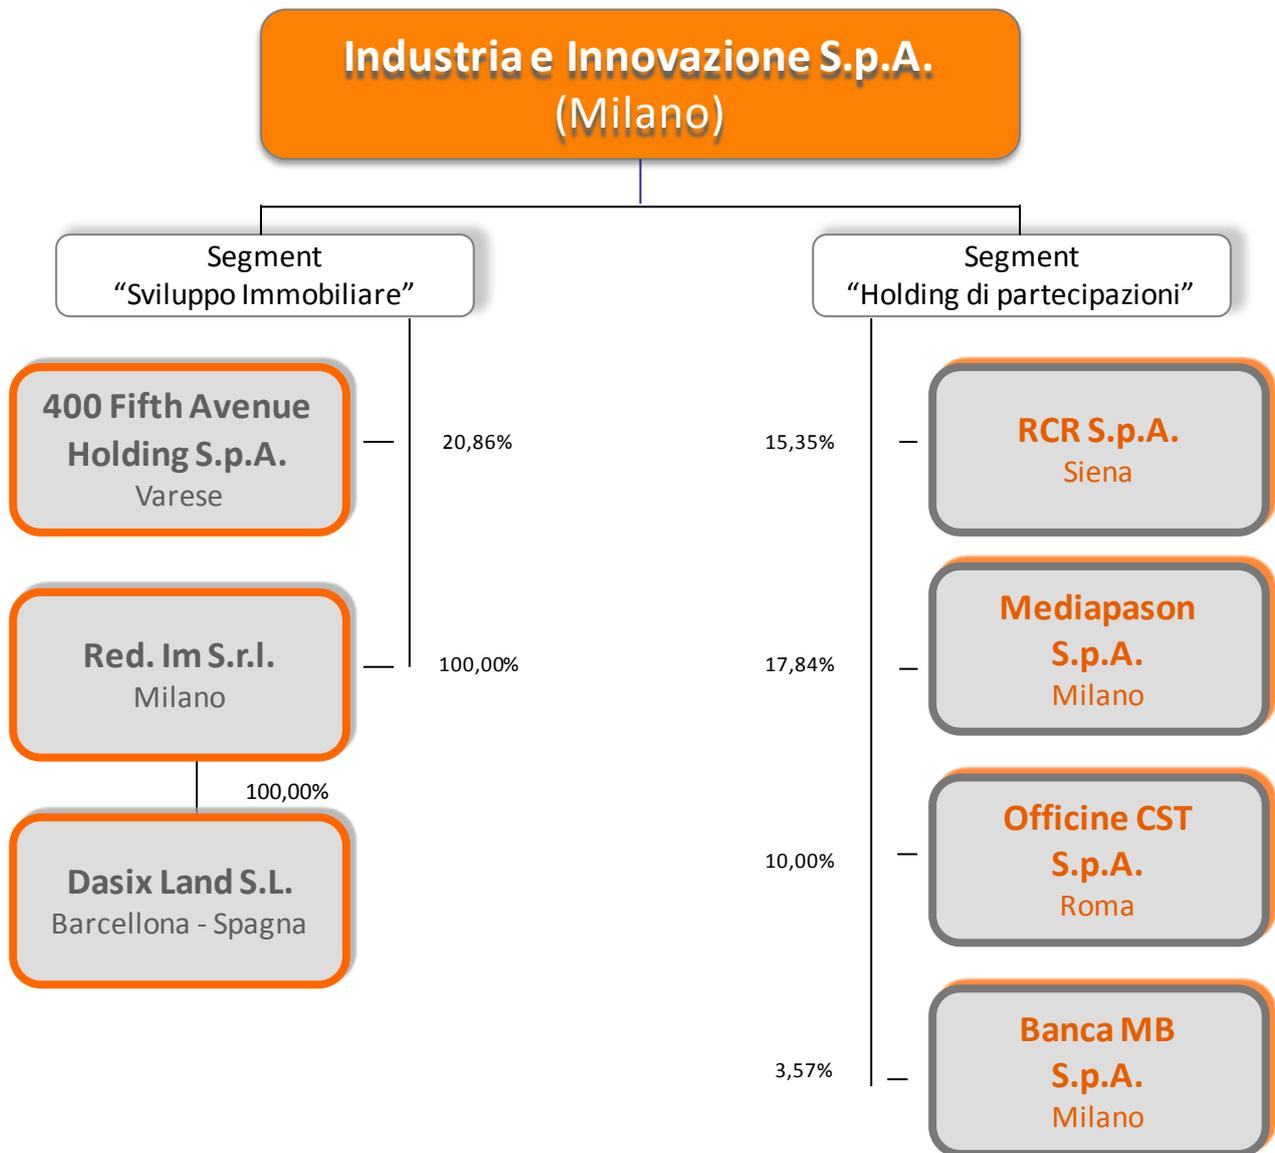 Industria e Innovazione S.p.A.
(Milano)
Segment
“Sviluppo Immobiliare”
400 Fifth Avenue
Holding S.p.A.
Varese
20,86%
Red. Im S.r.l.
Milano
100,00%
100,00%
Dasix Land S.L.
Barcellona - Spagna
Segment
“Holding di partecipazioni”
15,35%
RCR S.p.A.
Siena
17,84%
Mediapason
S.p.A.
Milano
10,00%
Officine CST
S.p.A.
Roma
3,57%
Banca MB
S.p.A.
Milano